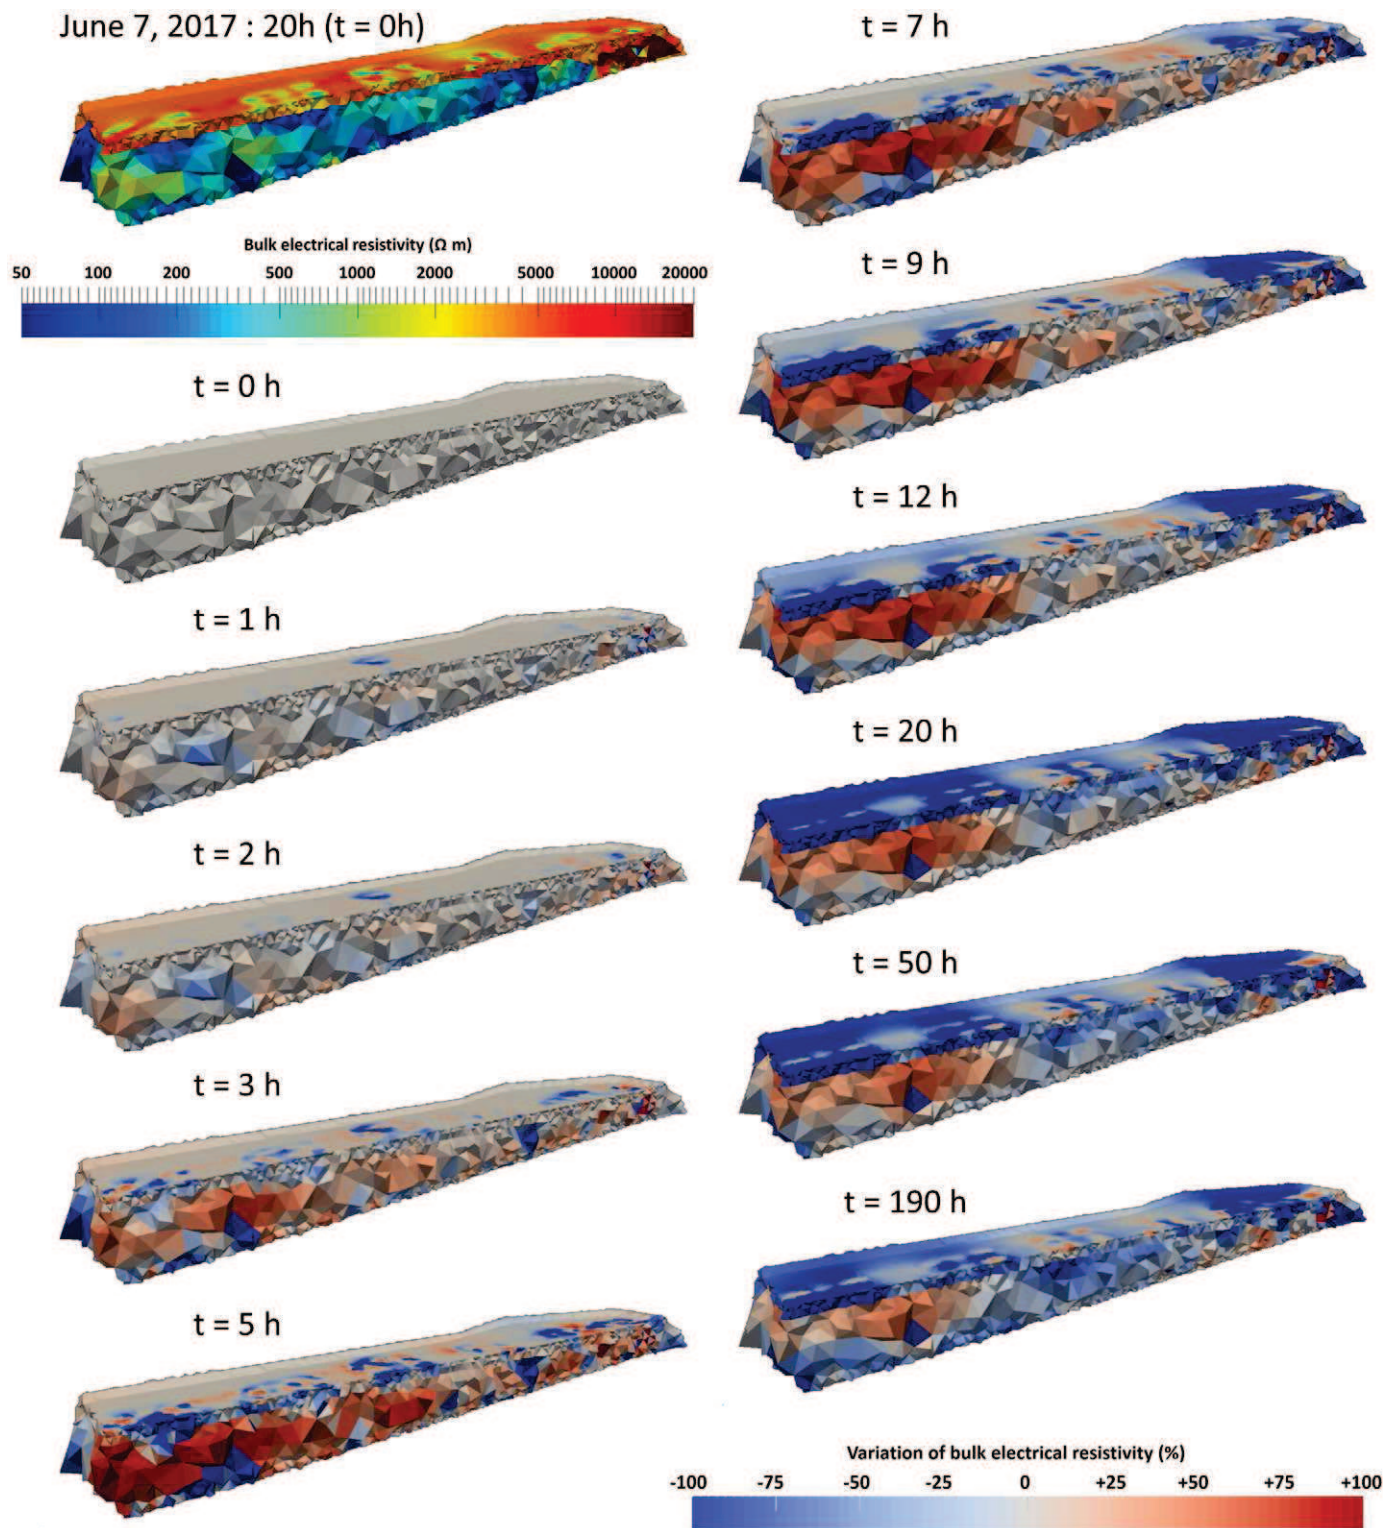 June 7, 2017 : 20h (t = 0h)
Bulk electrical resistivity (Ω m)
50 100 200 500 1000 2000 5000 10000 20000
t = 0 h
t = 1 h
t = 2 h
t = 3 h
t = 5 h
t = 7 h
t = 9 h
t = 12 h
t = 20 h
t = 50 h
t = 190 h
Variation of bulk electrical resistivity (%)
-100 -75 -50 -25 0 +25 +50 +75 +100